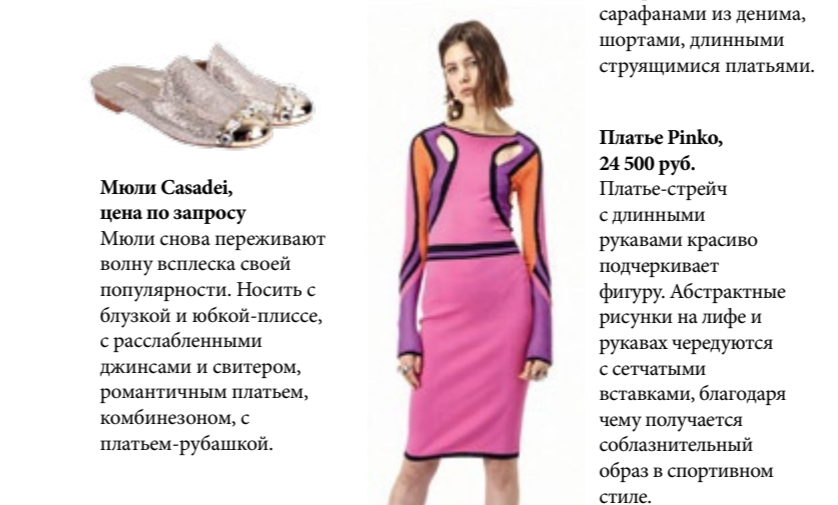 Мюли Casadei,
цена по запросу
Мюли снова переживают
волну всплеска своей
популярности. Носить с
блузкой и юбкой-плиссе,
с расслабленными
джинсами и свитером,
романтичным платьем,
комбинезоном, с
платьем-рубашкой.
сарафанами из денима,
шортами, длинными
струящимися платьями.
Платье Pinko,
24 500 руб.
Платье-стрейч
с длинными
рукавами красиво
подчеркивает
фигуру. Абстрактные
рисунки на лифе и
рукавах чередуются
с сетчатыми
вставками, благодаря
чему получается
соблазнительный
образ в спортивном
стиле.